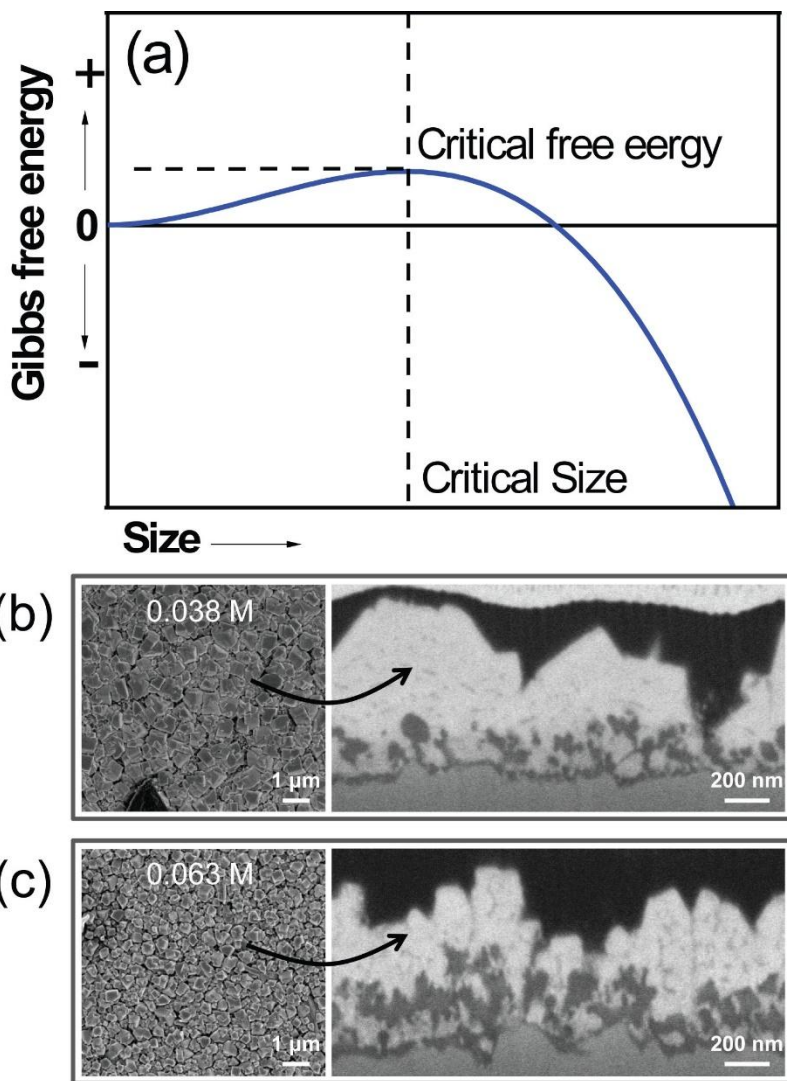 (a)
Gibbs free energy
+
0
-
Critical free eergy
Critical Size
Size
(b)
0.038 M
1 µm
200 nm
(c)
0.063 M
1 µm
200 nm